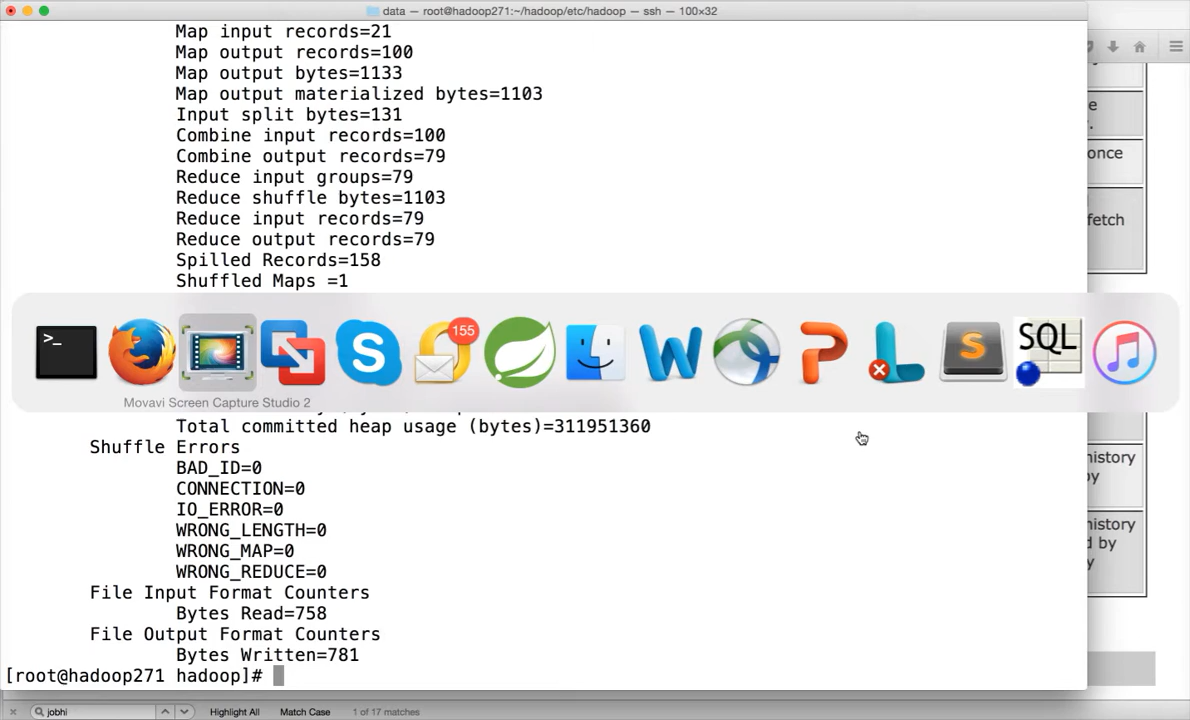 data — root@hadoop271:~/hadoop/etc/hadoop — ssh — 100×32
Map input records=21
Map output records=100
Map output bytes=1133
Map output materialized bytes=1103
Input split bytes=131
Combine input records=100
Combine output records=79
Reduce input groups=79
Reduce shuffle bytes=1103
Reduce input records=79
Reduce output records=79
Spilled Records=158
Shuffled Maps =1
e
.
once
fetch
>_
S
155
W
P
L
S
SQL
Movavi Screen Capture Studio 2
Total committed heap usage (bytes)=311951360
Shuffle Errors
BAD_ID=0
CONNECTION=0
IO_ERROR=0
WRONG_LENGTH=0
WRONG_MAP=0
WRONG_REDUCE=0
File Input Format Counters
Bytes Read=758
File Output Format Counters
Bytes Written=781
[root@hadoop271 hadoop]#
history
by
history
d by
y
jobhi
Highlight All
Match Case
1 of 17 matches